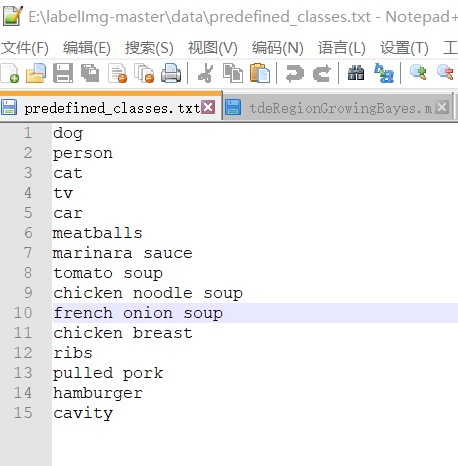 E:\labelImg-master\data\predefined_classes.txt - Notepad+
文件(F) 编辑(E) 搜索(S) 视图(V) 编码(N) 语言(L) 设置(T) 工
predefined_classes.txt tdeRegionGrowingBayes.m
1 dog
2 person
3 cat
4 tv
5 car
6 meatballs
7 marinara sauce
8 tomato soup
9 chicken noodle soup
10 french onion soup
11 chicken breast
12 ribs
13 pulled pork
14 hamburger
15 cavity